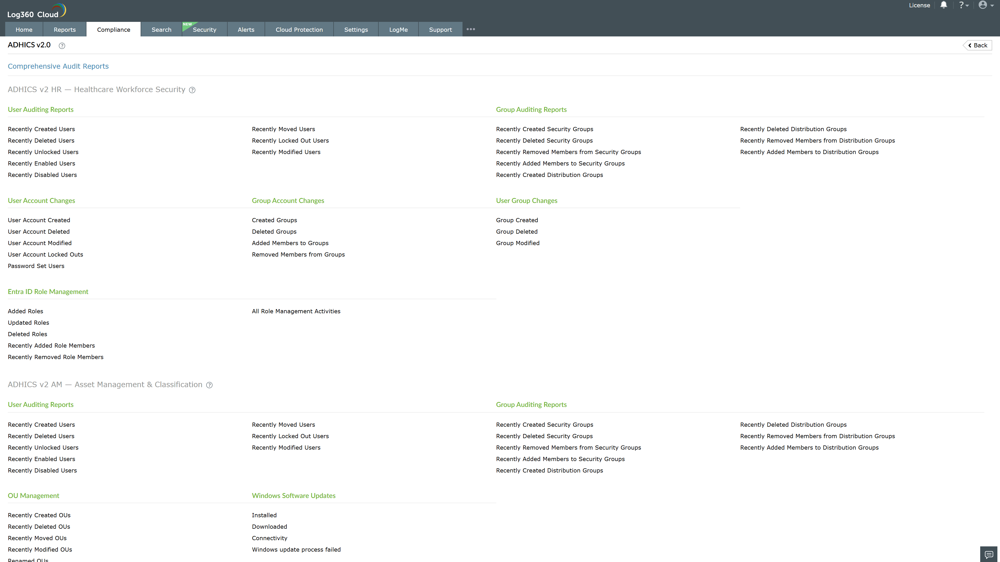 License
?
Log360 Cloud
Home
Reports
Compliance
Search
NEW
Security
Alerts
Cloud Protection
Settings
LogMe
Support
ADHICS v2.0 ?
Back
Comprehensive Audit Reports
ADHICS v2 HR — Healthcare Workforce Security ?
User Auditing Reports
Recently Created Users
Recently Deleted Users
Recently Unlocked Users
Recently Enabled Users
Recently Disabled Users
Recently Moved Users
Recently Locked Out Users
Recently Modified Users
Group Auditing Reports
Recently Created Security Groups
Recently Deleted Security Groups
Recently Removed Members from Security Groups
Recently Added Members to Security Groups
Recently Created Distribution Groups
Recently Deleted Distribution Groups
Recently Removed Members from Distribution Groups
Recently Added Members to Distribution Groups
User Account Changes
User Account Created
User Account Deleted
User Account Modified
User Account Locked Outs
Password Set Users
Group Account Changes
Created Groups
Deleted Groups
Added Members to Groups
Removed Members from Groups
User Group Changes
Group Created
Group Deleted
Group Modified
Entra ID Role Management
Added Roles
Updated Roles
Deleted Roles
Recently Added Role Members
Recently Removed Role Members
All Role Management Activities
ADHICS v2 AM — Asset Management & Classification ?
User Auditing Reports
Recently Created Users
Recently Deleted Users
Recently Unlocked Users
Recently Enabled Users
Recently Disabled Users
Recently Moved Users
Recently Locked Out Users
Recently Modified Users
Group Auditing Reports
Recently Created Security Groups
Recently Deleted Security Groups
Recently Removed Members from Security Groups
Recently Added Members to Security Groups
Recently Created Distribution Groups
Recently Deleted Distribution Groups
Recently Removed Members from Distribution Groups
Recently Added Members to Distribution Groups
OU Management
Recently Created OUs
Recently Deleted OUs
Recently Moved OUs
Recently Modified OUs
Renamed OUs
Windows Software Updates
Installed
Downloaded
Connectivity
Windows update process failed